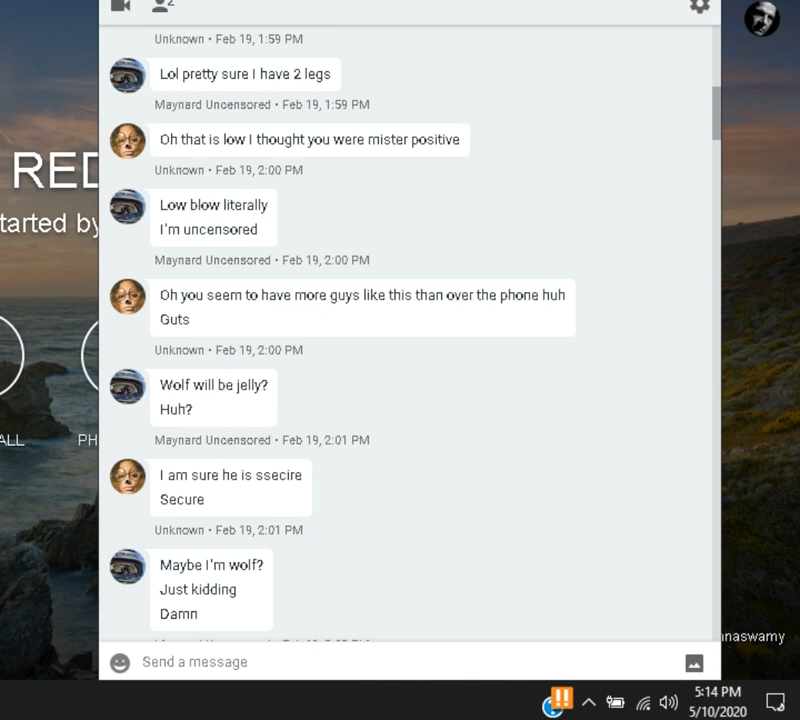 2
Unknown • Feb 19, 1:59 PM
Lol pretty sure I have 2 legs
Maynard Uncensored • Feb 19, 1:59 PM
Oh that is low I thought you were mister positive
Unknown • Feb 19, 2:00 PM
Low blow literally
I'm uncensored
Maynard Uncensored • Feb 19, 2:00 PM
Oh you seem to have more guys like this than over the phone huh
Guts
Unknown • Feb 19, 2:00 PM
Wolf will be jelly?
Huh?
Maynard Uncensored • Feb 19, 2:01 PM
I am sure he is ssecire
Secure
Unknown • Feb 19, 2:01 PM
Maybe I'm wolf?
Just kidding
Damn
Send a message
RED
tarted by
ALL
PH
nnaswamy
5:14 PM
5/10/2020